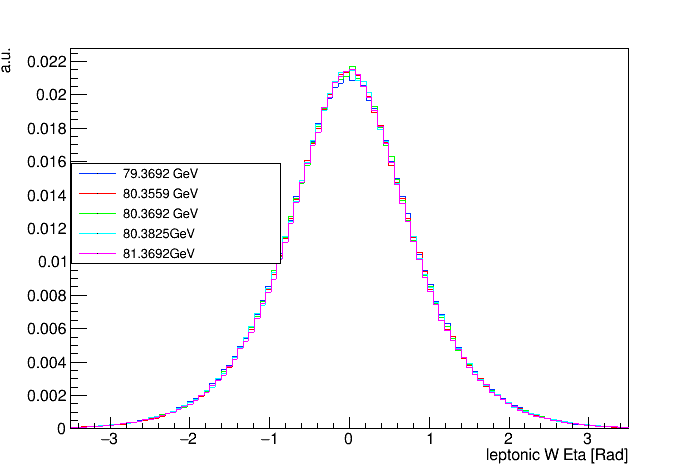 a.u.
0.022
0.02
0.018
0.016
79.3692 GeV
80.3559 GeV
0.014
80.3692 GeV
0.012
80.3825GeV
81.3692GeV
0.01
0.008
0.006
0.004
0.002
0
−3 −2 −1 0 1 2 3
leptonic W Eta [Rad]